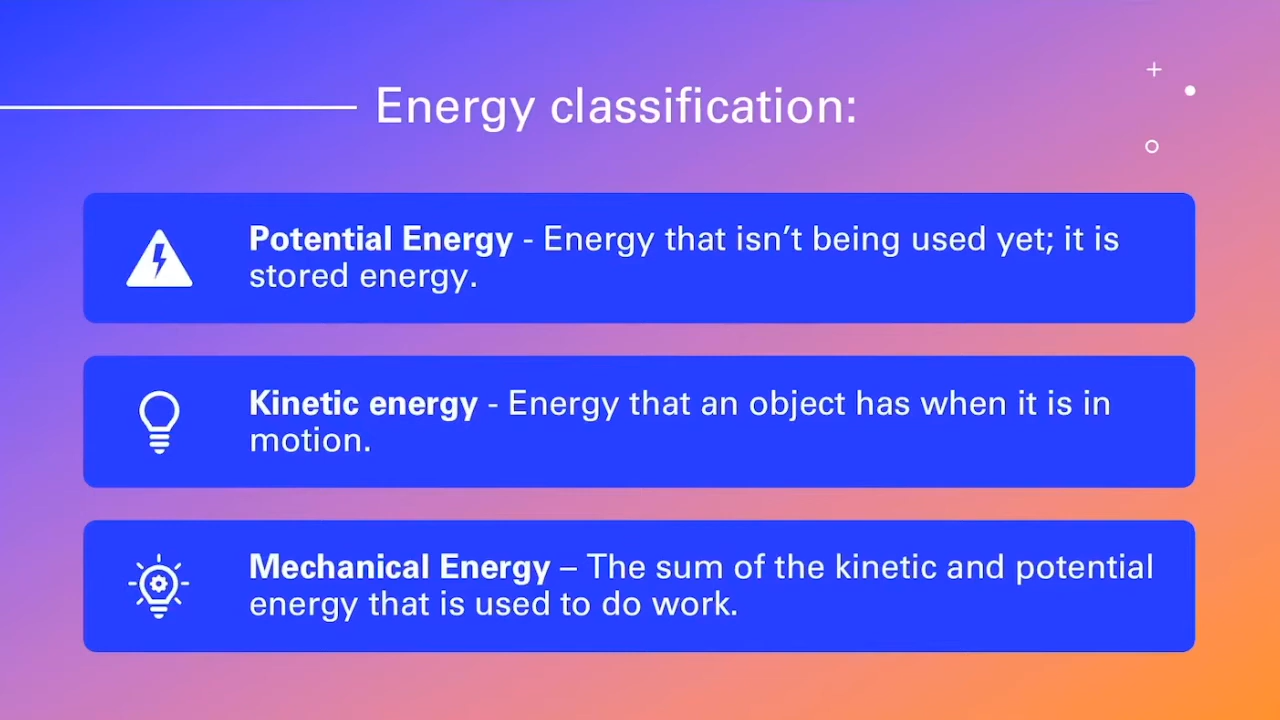 Energy classification:
Potential Energy - Energy that isn’t being used yet; it is
stored energy.
Kinetic energy - Energy that an object has when it is in
motion.
Mechanical Energy – The sum of the kinetic and potential
energy that is used to do work.